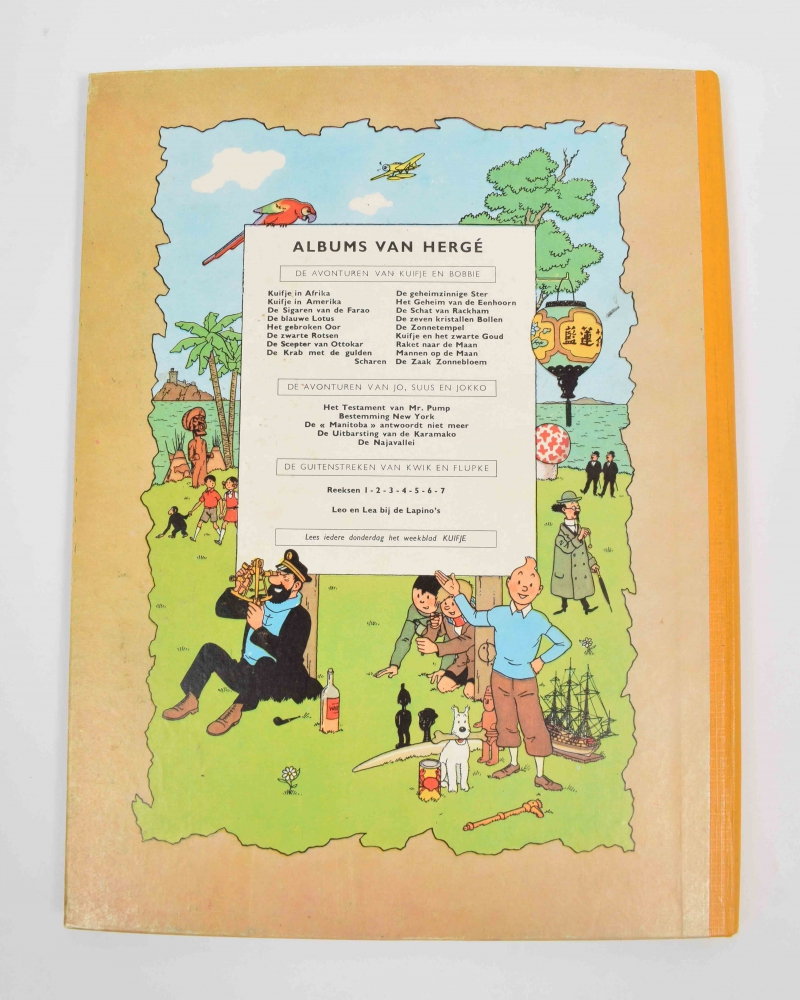 ALBUMS VAN HERGÉ
DE AVONTUREN VAN KUIFJE EN BOBBIE
Kuifje in Afrika
Kuifje in Amerika
De Sigaren van de Farao
De blauwe Lotus
Het gebroken Oor
De zwarte Rotsen
De Scepter van Ottokar
De Krab met de gulden
Scharen
De geheimzinnige Ster
Het Geheim van de Eenhoorn
De Schat van Rackham
De zeven kristallen Bollen
De Zonnetempel
Kuifje en het zwarte Goud
Raket naar de Maan
Mannen op de Maan
De Zaak Zonnebloem
DE AVONTUREN VAN JO, SUUS EN JOKKO
Het Testament van Mr. Pump
Bestemming New York
De « Manitoba » antwoordt niet meer
De Uitbarsting van de Karamako
De Najavallei
DE GUITENSTREKEN VAN KWIK EN FLUPKE
Reeksen 1 - 2 - 3 - 4 - 5 - 6 - 7
Leo en Lea bij de Lapino's
Lees iedere donderdag het weekblad KUIFJE
藍蓮